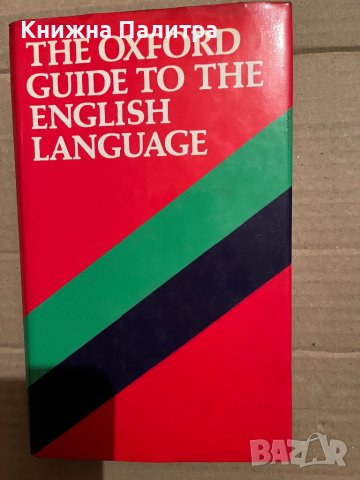 Книжна Палитра
THE OXFORD
GUIDE TO THE
ENGLISH
LANGUAGE
BAZAR